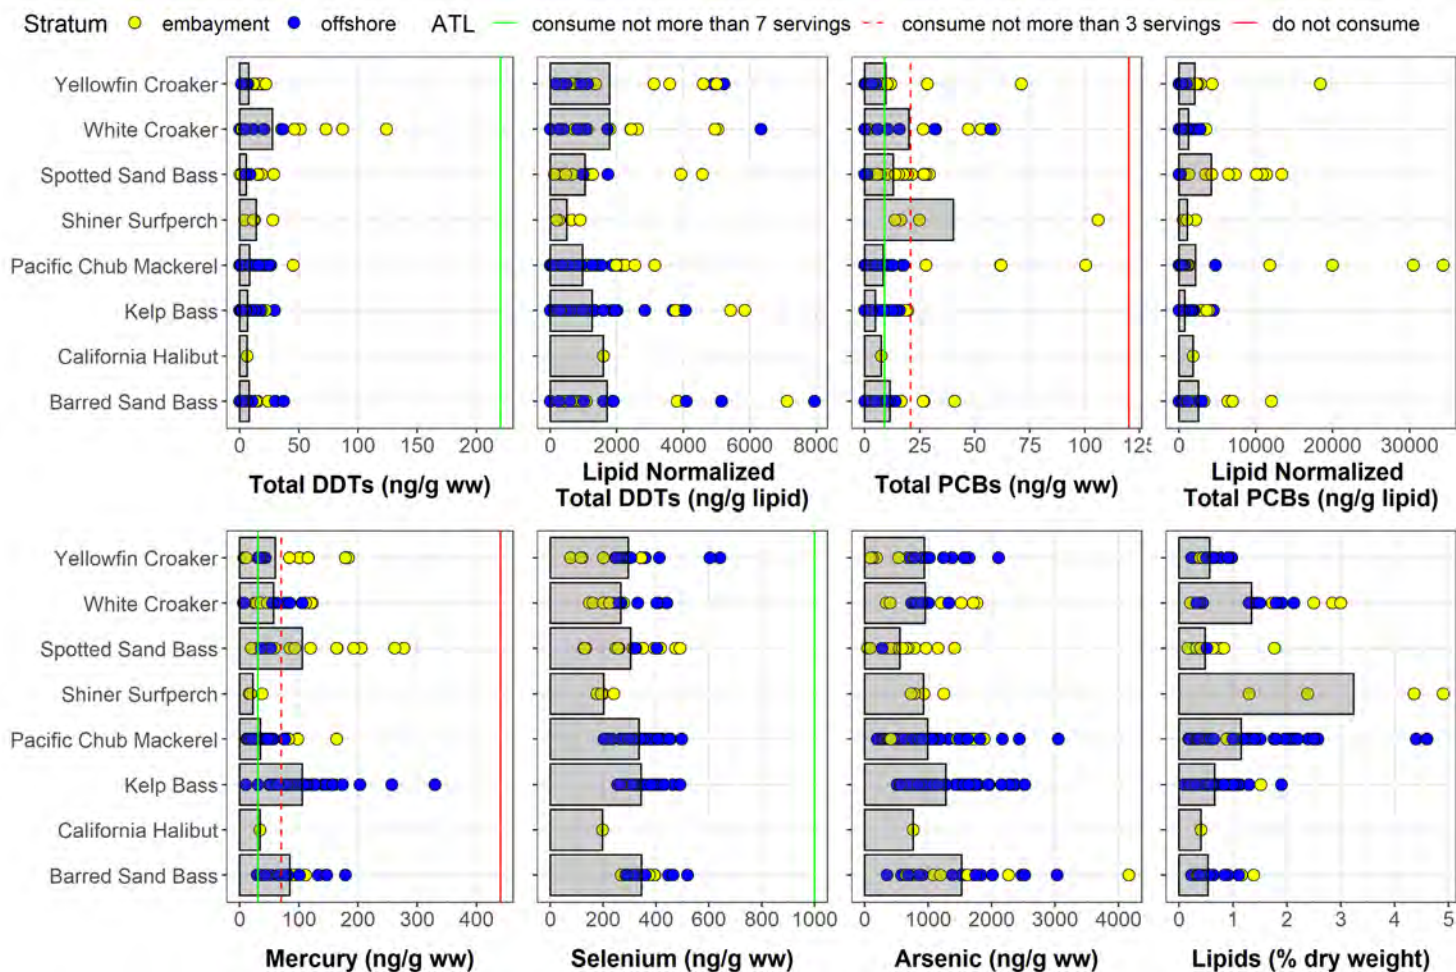 Stratum embayment offshore ATL consume not more than 7 servings consume not more than 3 servings do not consume
Yellowfin Croaker
White Croaker
Spotted Sand Bass
Shiner Surfperch
Pacific Chub Mackerel
Kelp Bass
California Halibut
Barred Sand Bass
0 50 100 150 200
0 2000 4000 6000 8000
0 25 50 75 100 120
0 10000 20000 30000
Total DDTs (ng/g ww)
Lipid Normalized
Total DDTs (ng/g lipid)
Total PCBs (ng/g ww)
Lipid Normalized
Total PCBs (ng/g lipid)
Yellowfin Croaker
White Croaker
Spotted Sand Bass
Shiner Surfperch
Pacific Chub Mackerel
Kelp Bass
California Halibut
Barred Sand Bass
0 100 200 300 400
0 200 400 600 800 1000
0 1000 2000 3000 4000
0 1 2 3 4 5
Mercury (ng/g ww)
Selenium (ng/g ww)
Arsenic (ng/g ww)
Lipids (% dry weight)